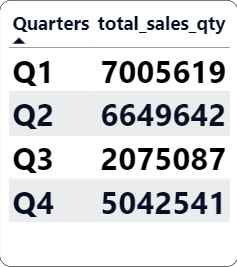 Quarters total_sales_qty
Q1 7005619
Q2 6649642
Q3 2075087
Q4 5042541